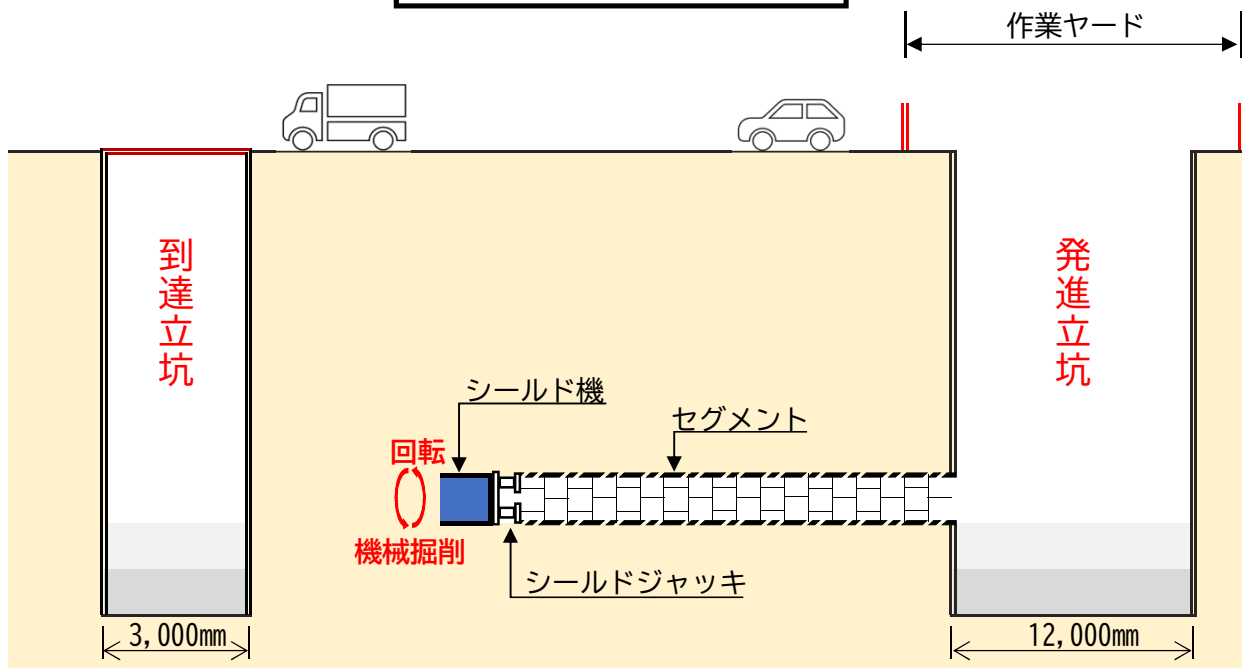 作業ヤード
到達立坑
発進立坑
シールド機
セグメント
回転
機械掘削
シールドジャッキ
3,000mm
12,000mm